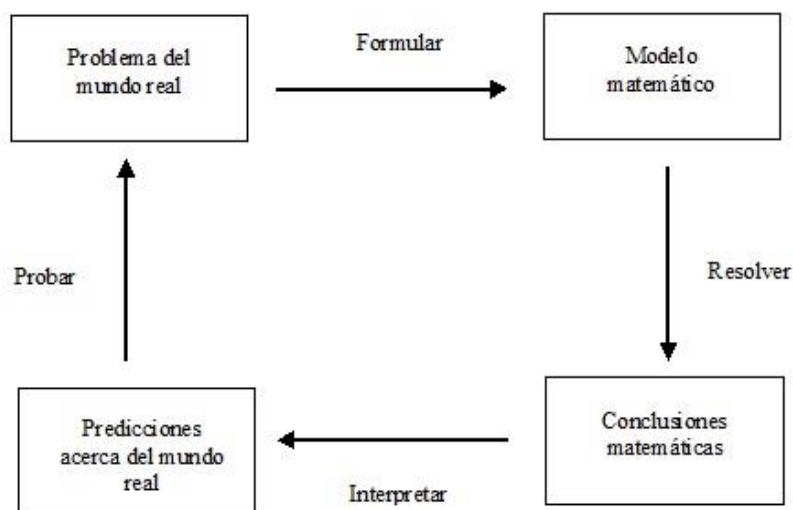 Problema del
mundo real
Formular
Modelo
matemático
Probar
Resolver
Predicciones
acerca del mundo
real
Interpretar
Conclusiones
matemáticas